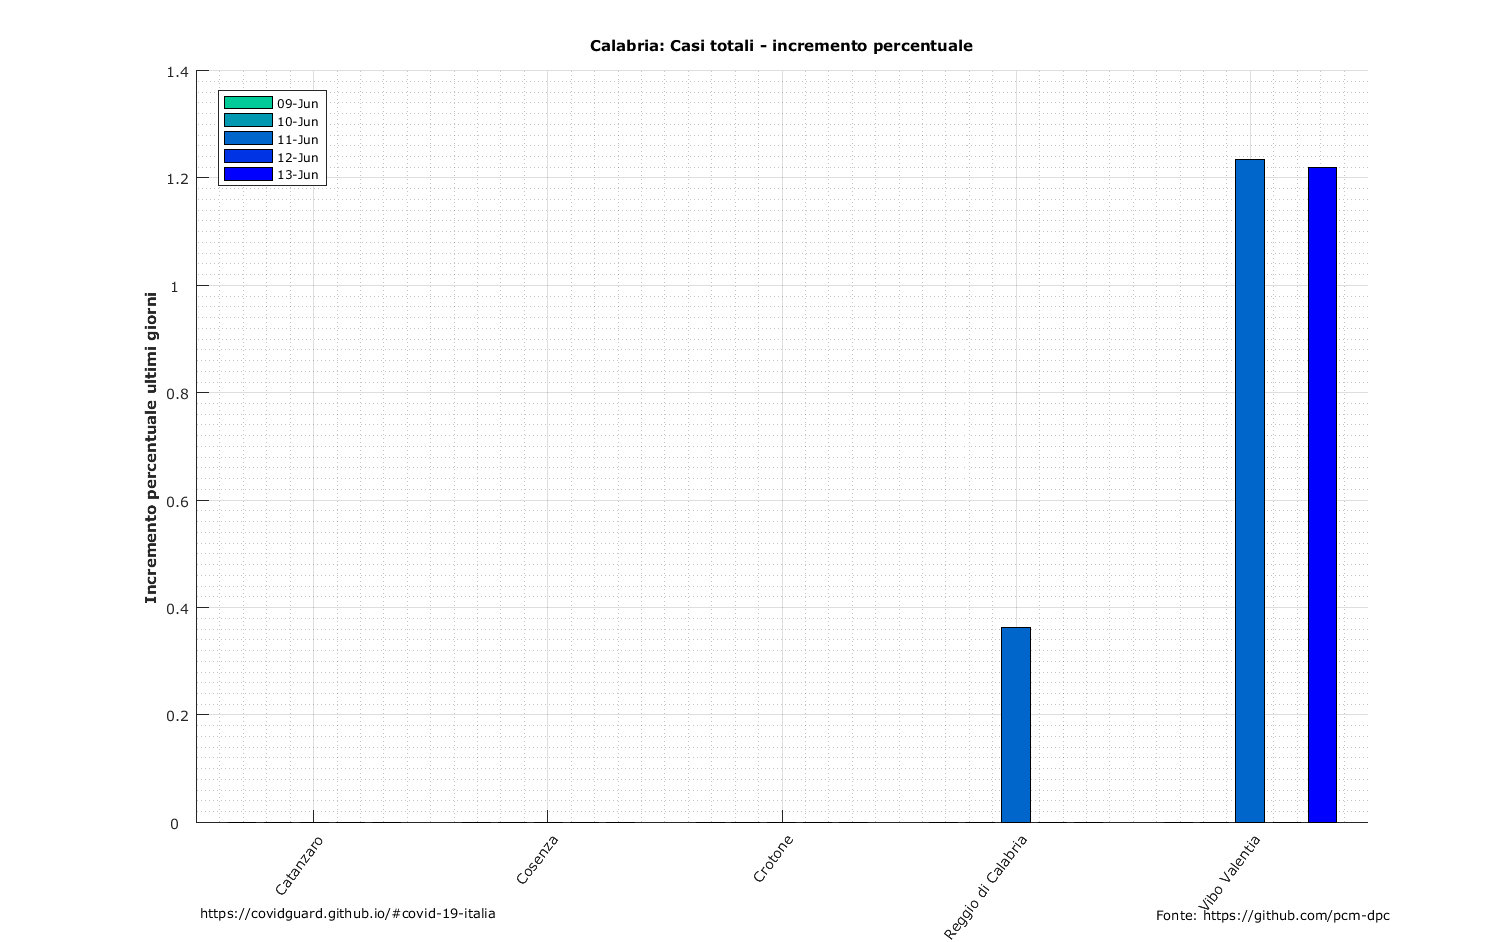 Calabria: Casi totali - incremento percentuale
1.4
1.2
1
0.8
0.6
0.4
0.2
0
Incremento percentuale ultimi giorni
09-Jun
10-Jun
11-Jun
12-Jun
13-Jun
Catanzaro
Cosenza
Crotone
Reggio di Calabria
Vibo Valentia
https://covidguard.github.io/#covid-19-italia
Fonte: https://github.com/pcm-dpc